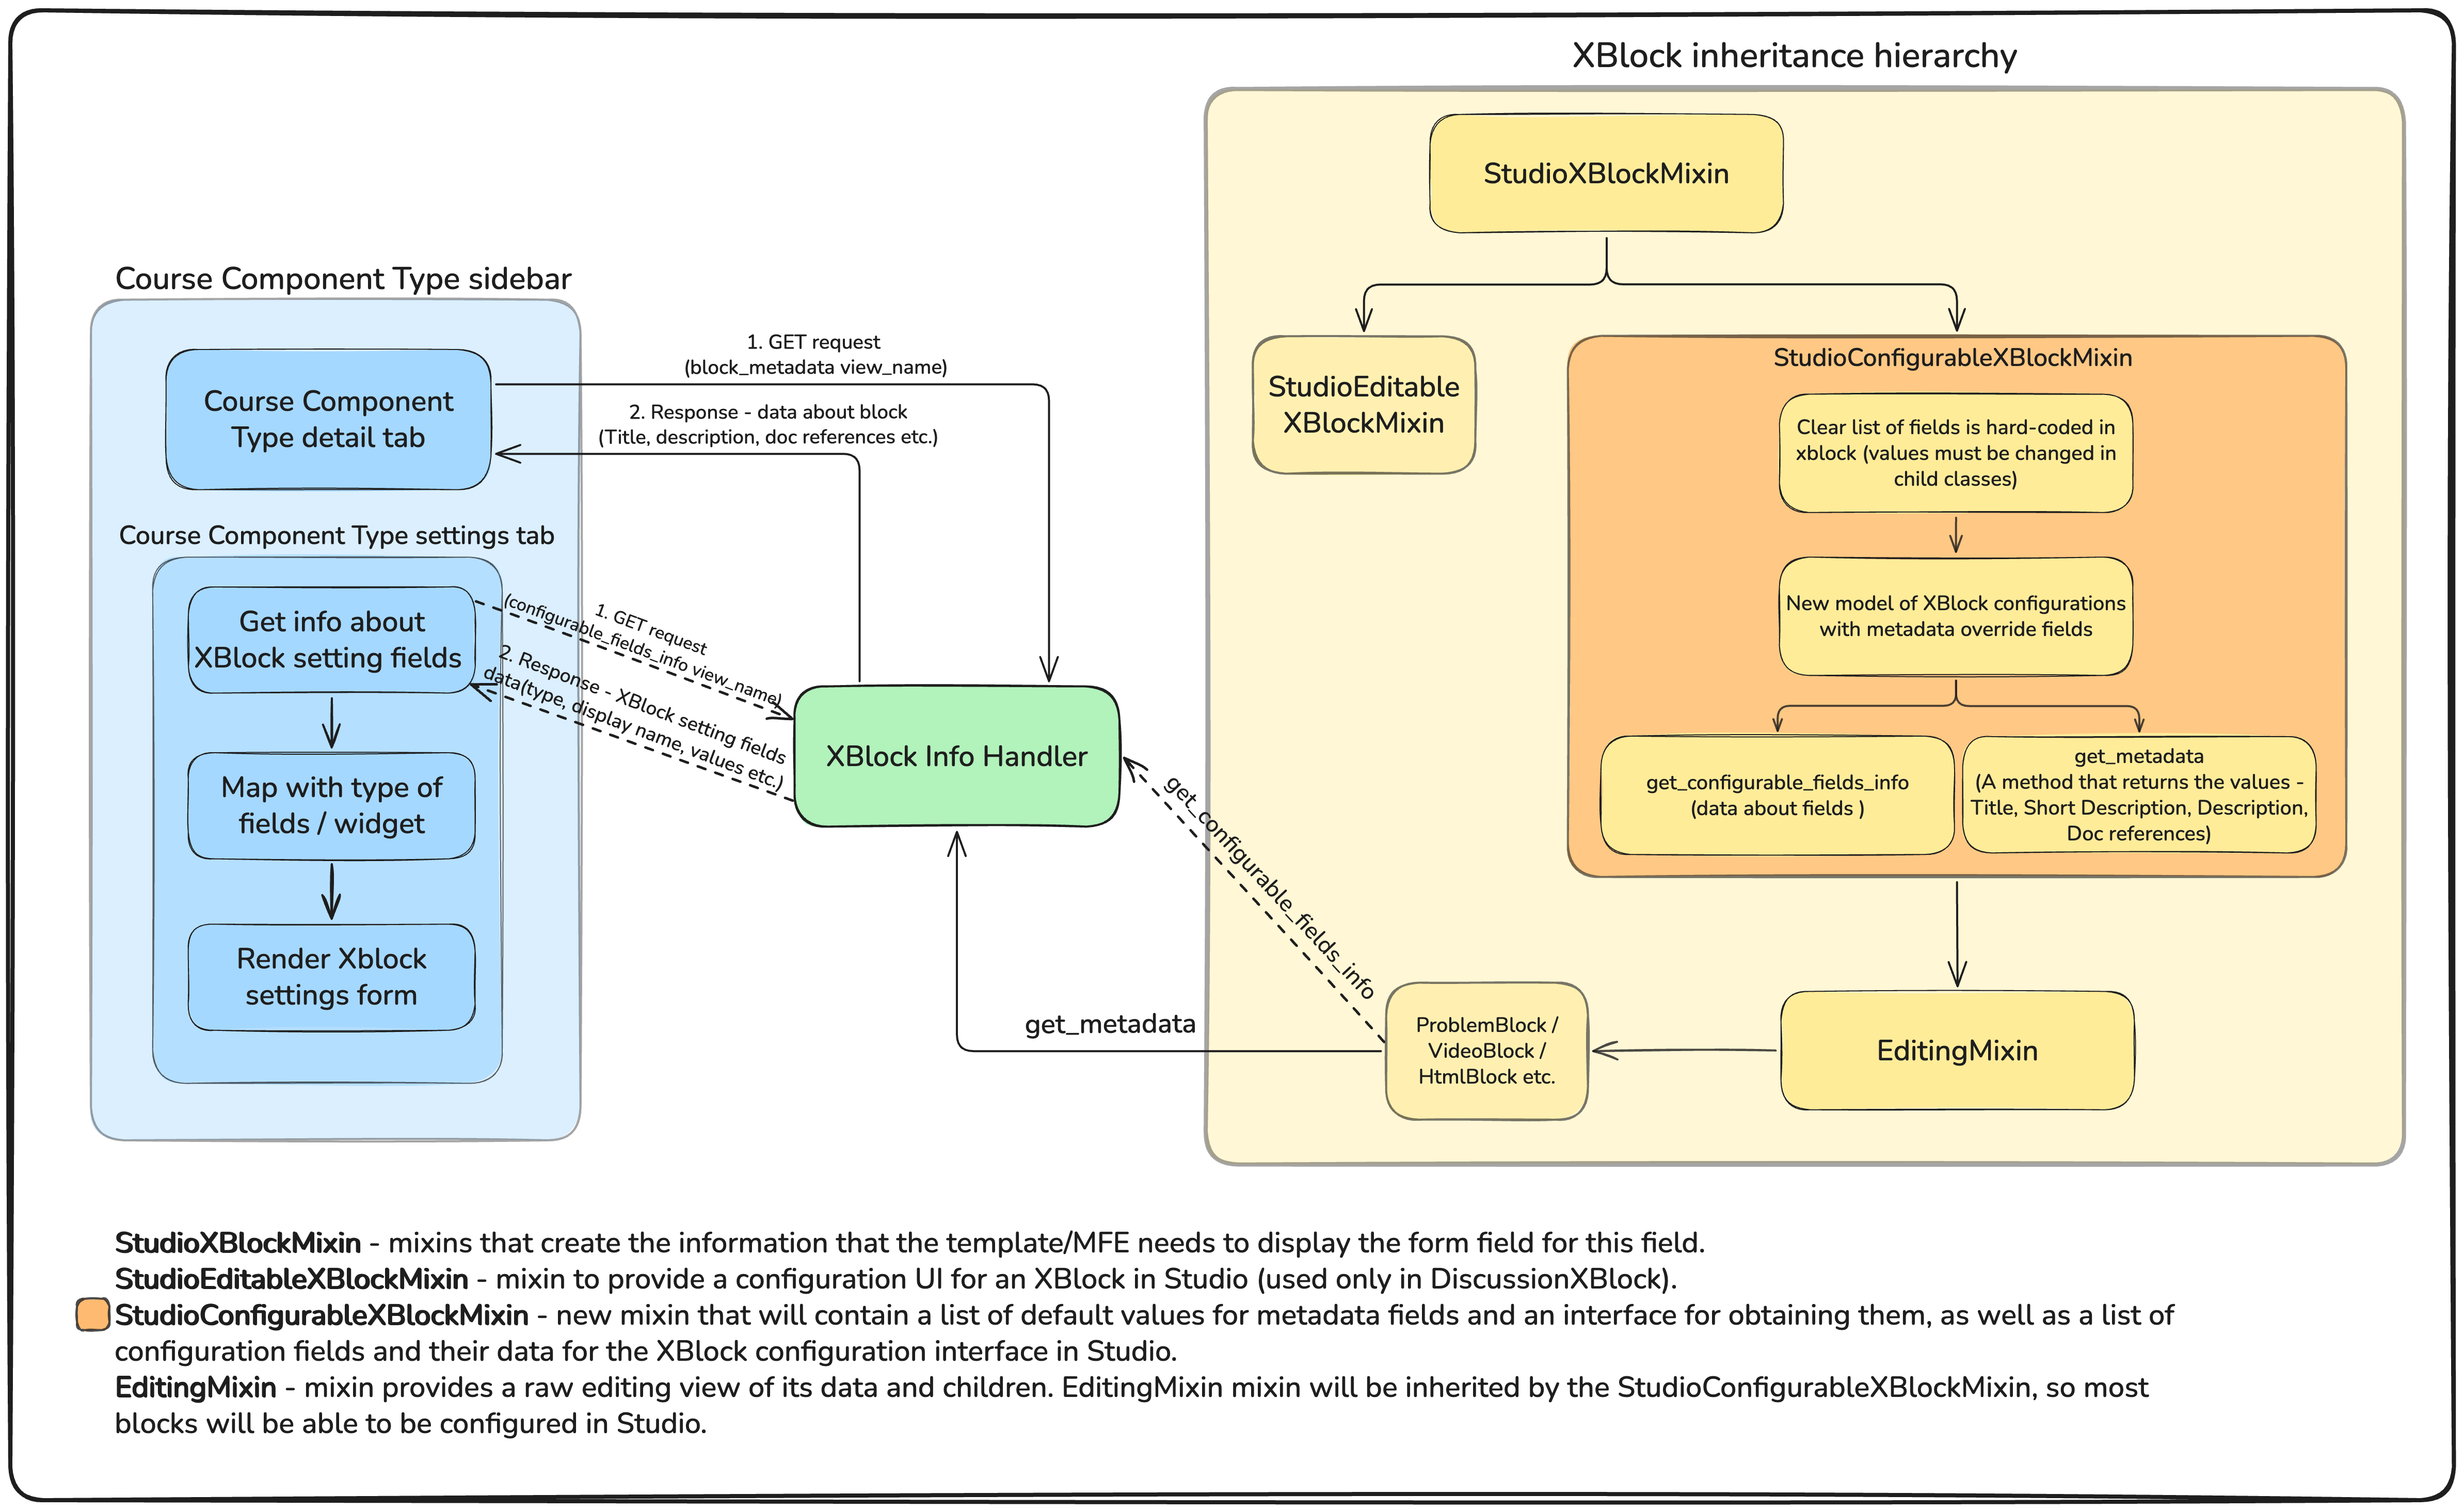 XBlock inheritance hierarchy
StudioXBlockMixin
Course Component Type sidebar
Course Component
Type detail tab
1. GET request
(block_metadata view_name)
2. Response - data about block
(Title, description, doc references etc.)
StudioEditable
XBlockMixin
StudioConfigurableXBlockMixin
Clear list of fields is hard-coded in
xblock (values must be changed in
child classes)
New model of XBlock configurations
with metadata override fields
get_configurable_fields_info
(data about fields )
get_metadata
(A method that returns the values -
Title, Short Description, Description,
Doc references)
Course Component Type settings tab
Get info about
XBlock setting fields
1. GET request
(configurable_fields_info view_name)
2. Response - XBlock setting fields
data(type, display name, values etc.)
Map with type of
fields / widget
Render Xblock
settings form
XBlock Info Handler
get_configurable_fields_info
get_metadata
ProblemBlock /
VideoBlock /
HtmlBlock etc.
EditingMixin
StudioXBlockMixin - mixins that create the information that the template/MFE needs to display the form field for this field.
StudioEditableXBlockMixin - mixin to provide a configuration UI for an XBlock in Studio (used only in DiscussionXBlock).
StudioConfigurableXBlockMixin - new mixin that will contain a list of default values for metadata fields and an interface for obtaining them, as well as a list of
configuration fields and their data for the XBlock configuration interface in Studio.
EditingMixin - mixin provides a raw editing view of its data and children. EditingMixin mixin will be inherited by the StudioConfigurableXBlockMixin, so most
blocks will be able to be configured in Studio.